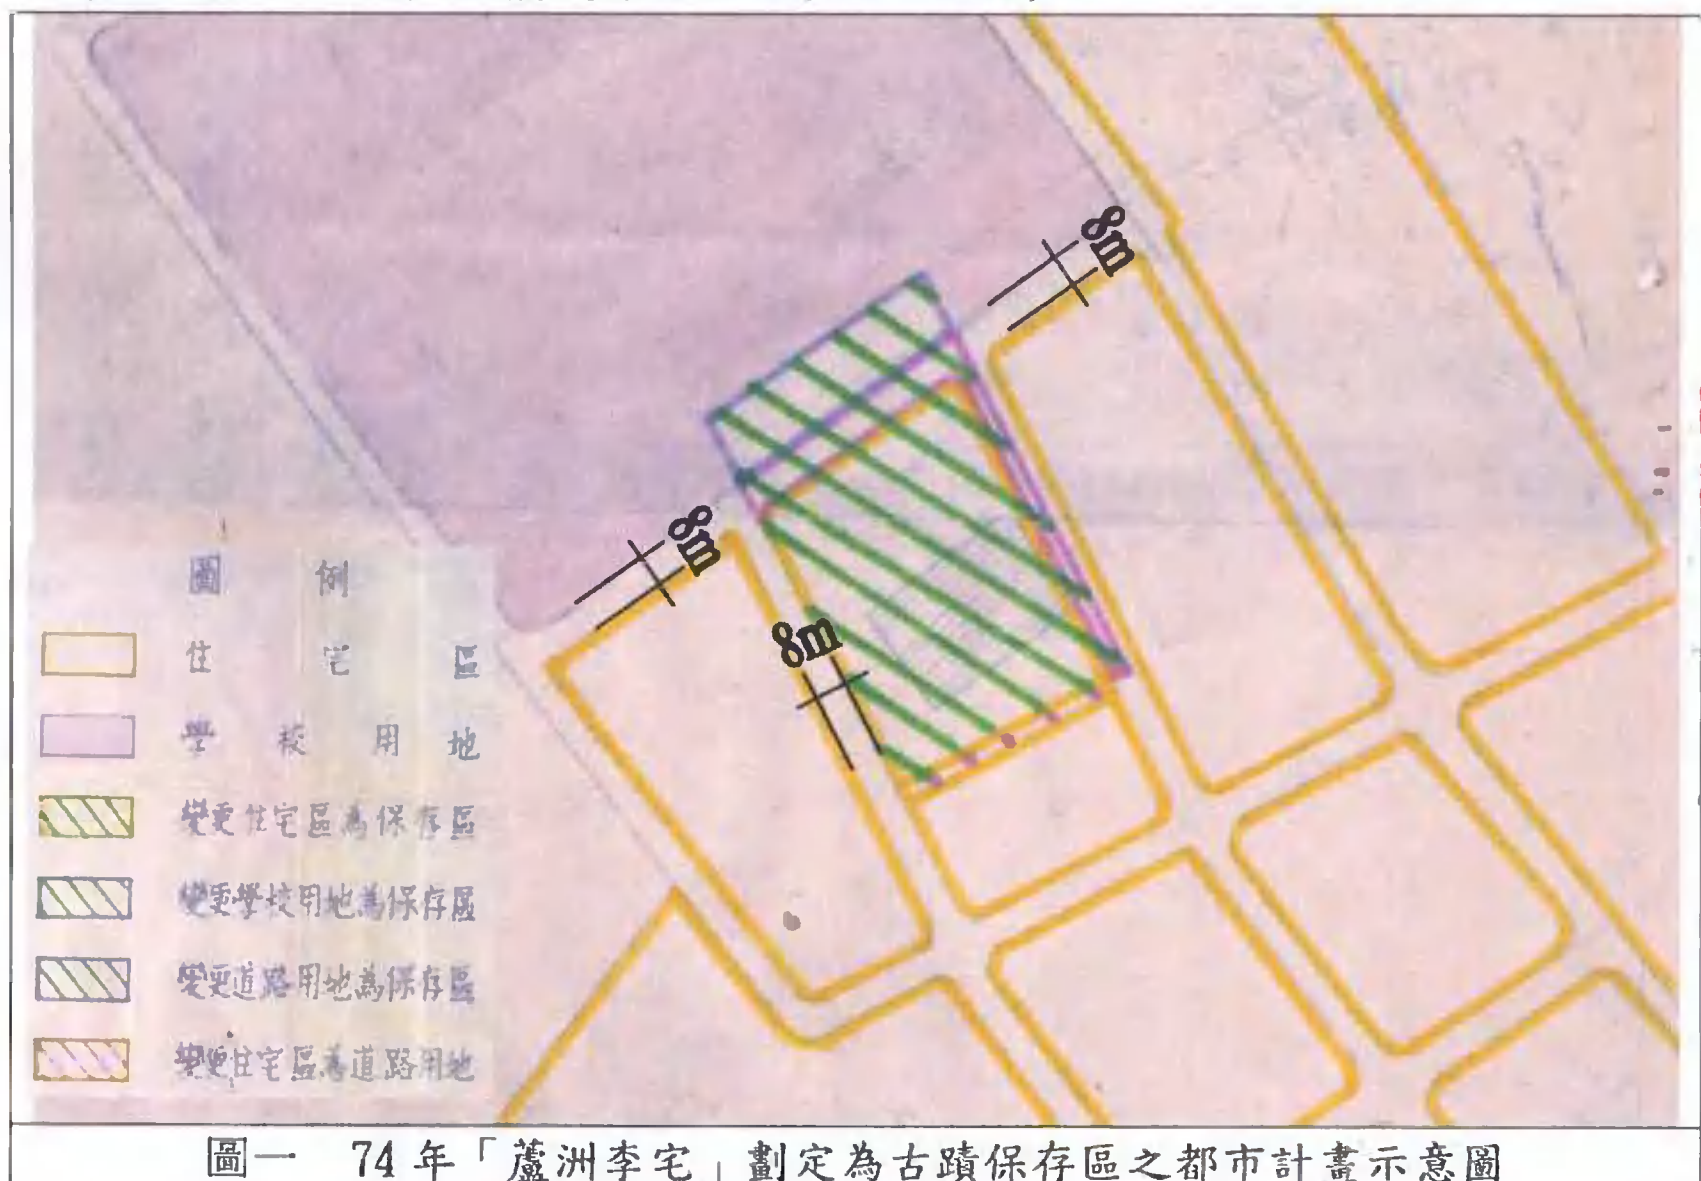 8m
8m
8m
圖例
住宅區
學校用地
變更住宅區為保存區
變更學校用地為保存區
變更道路用地為保存區
變更住宅區為道路用地
圖一 74年「蘆洲李宅」劃定為古蹟保存區之都市計畫示意圖